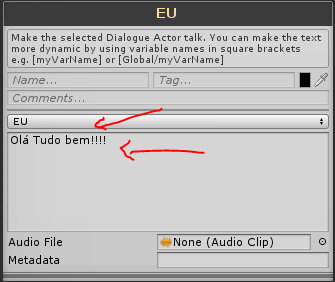 EU
Make the selected Dialogue Actor talk. You can make the text
more dynamic by using variable names in square brackets
e.g. [myVarName] or [Global/myVarName]
Name... Tag...
Comments...
EU
Olá Tudo bem!!!!
Audio File None (Audio Clip)
Metadata